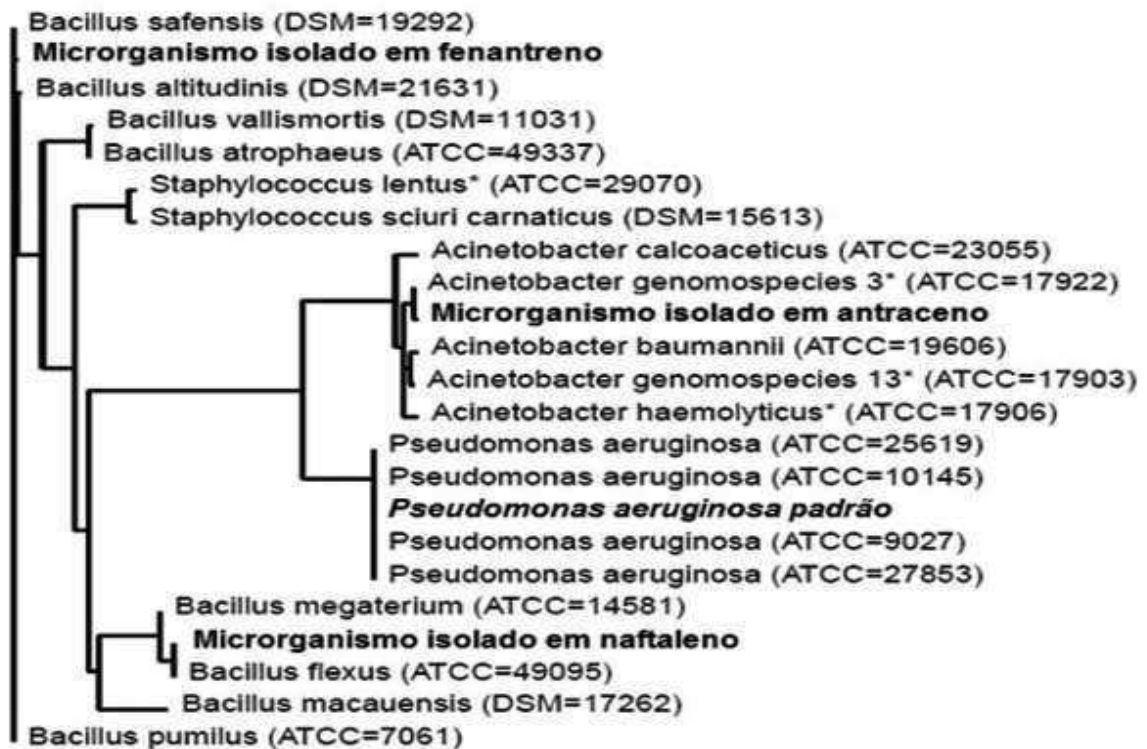 Bacillus safensis (DSM=19292)
Microrganismo isolado em fenantreno
Bacillus altitudinis (DSM=21631)
Bacillus vallismortis (DSM=11031)
Bacillus atrophaeus (ATCC=49337)
Staphylococcus lentus* (ATCC=29070)
Staphylococcus sciuri carnaticus (DSM=15613)
Acinetobacter calcoaceticus (ATCC=23055)
Acinetobacter genomospecies 3* (ATCC=17922)
Microrganismo isolado em antraceno
Acinetobacter baumannii (ATCC=19606)
Acinetobacter genomospecies 13* (ATCC=17903)
Acinetobacter haemolyticus* (ATCC=17906)
Pseudomonas aeruginosa (ATCC=25619)
Pseudomonas aeruginosa (ATCC=10145)
Pseudomonas aeruginosa padrão
Pseudomonas aeruginosa (ATCC=9027)
Pseudomonas aeruginosa (ATCC=27853)
Bacillus megaterium (ATCC=14581)
Microrganismo isolado em naftaleno
Bacillus flexus (ATCC=49095)
Bacillus macauensis (DSM=17262)
Bacillus pumilus (ATCC=7061)